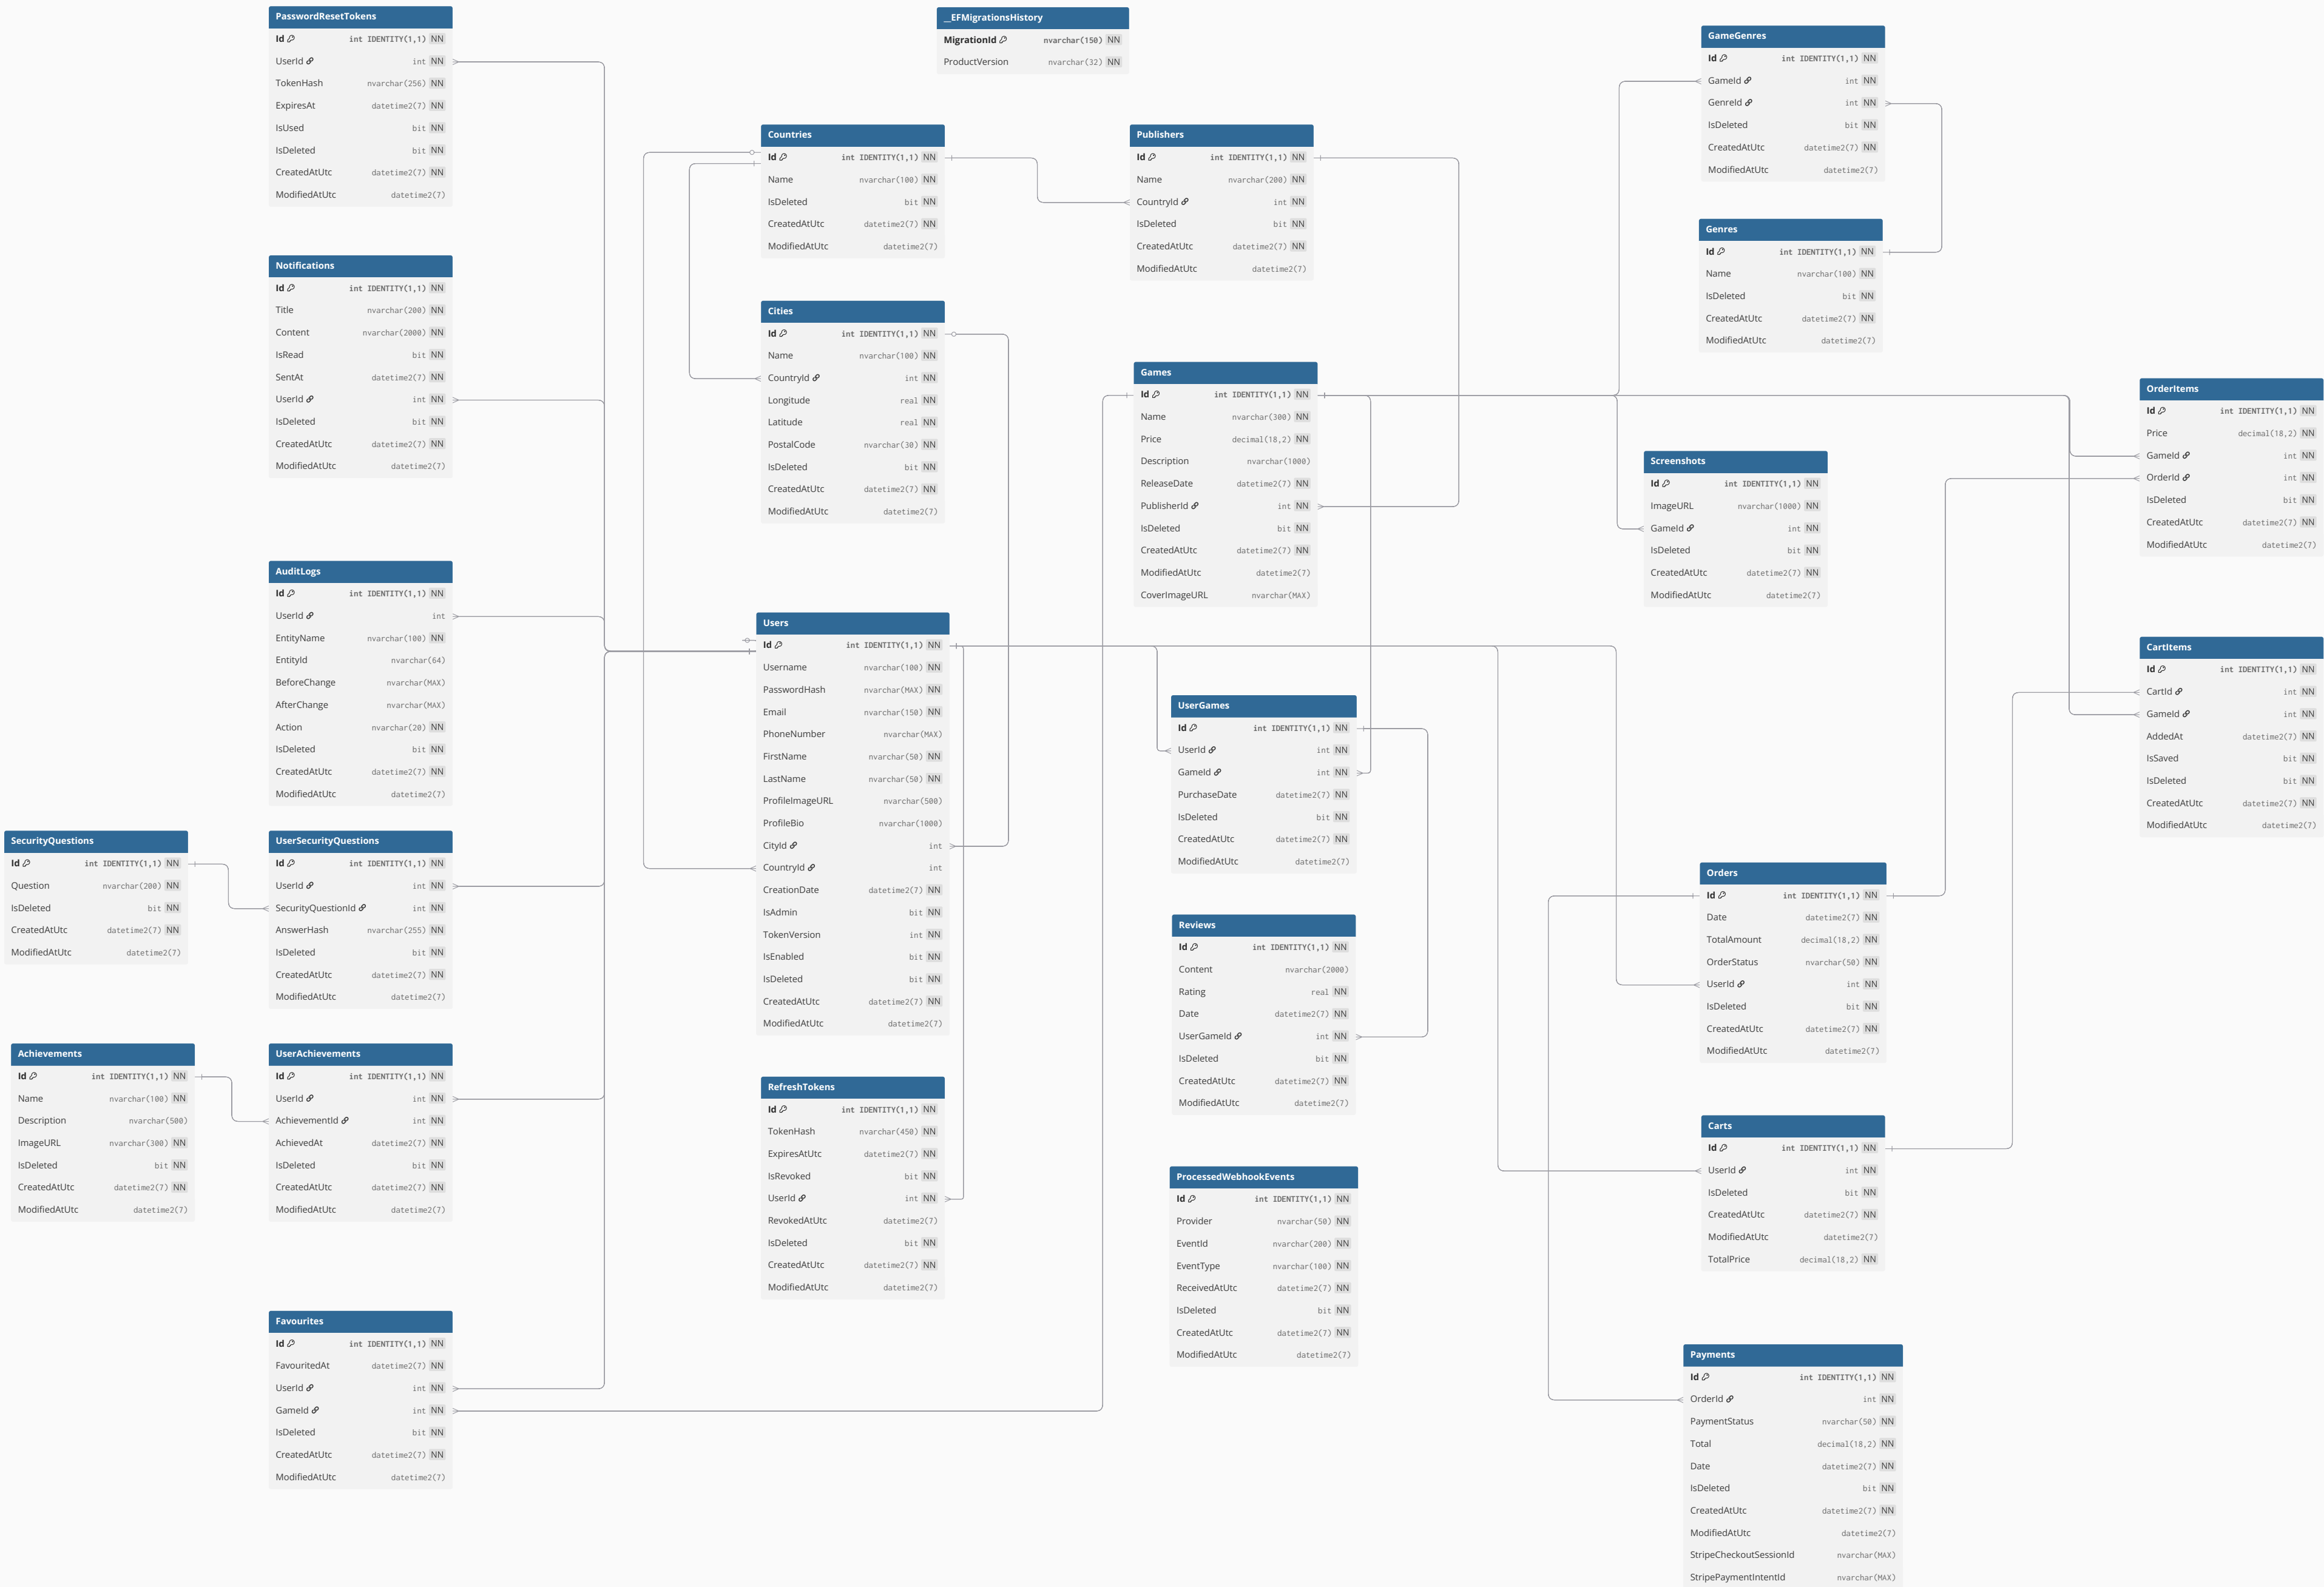 PasswordResetTokens
Id int IDENTITY(1,1) NN
UserId int NN
TokenHash nvarchar(256) NN
ExpiresAt datetime2(7) NN
IsUsed bit NN
IsDeleted bit NN
CreatedAtUtc datetime2(7) NN
ModifiedAtUtc datetime2(7)
__EFMigrationsHistory
MigrationId nvarchar(150) NN
ProductVersion nvarchar(32) NN
GameGenres
Id int IDENTITY(1,1) NN
GameId int NN
GenreId int NN
IsDeleted bit NN
CreatedAtUtc datetime2(7) NN
ModifiedAtUtc datetime2(7)
Countries
Id int IDENTITY(1,1) NN
Name nvarchar(100) NN
IsDeleted bit NN
CreatedAtUtc datetime2(7) NN
ModifiedAtUtc datetime2(7)
Publishers
Id int IDENTITY(1,1) NN
Name nvarchar(200) NN
CountryId int NN
IsDeleted bit NN
CreatedAtUtc datetime2(7) NN
ModifiedAtUtc datetime2(7)
Genres
Id int IDENTITY(1,1) NN
Name nvarchar(100) NN
IsDeleted bit NN
CreatedAtUtc datetime2(7) NN
ModifiedAtUtc datetime2(7)
Notifications
Id int IDENTITY(1,1) NN
Title nvarchar(200) NN
Content nvarchar(2000) NN
IsRead bit NN
SentAt datetime2(7) NN
UserId int NN
IsDeleted bit NN
CreatedAtUtc datetime2(7) NN
ModifiedAtUtc datetime2(7)
Cities
Id int IDENTITY(1,1) NN
Name nvarchar(100) NN
CountryId int NN
Longitude real NN
Latitude real NN
PostalCode nvarchar(30) NN
IsDeleted bit NN
CreatedAtUtc datetime2(7) NN
ModifiedAtUtc datetime2(7)
Games
Id int IDENTITY(1,1) NN
Name nvarchar(300) NN
Price decimal(18,2) NN
Description nvarchar(1000)
ReleaseDate datetime2(7) NN
PublisherId int NN
IsDeleted bit NN
CreatedAtUtc datetime2(7) NN
ModifiedAtUtc datetime2(7)
CoverImageURL nvarchar(MAX)
OrderItems
Id int IDENTITY(1,1) NN
Price decimal(18,2) NN
GameId int NN
OrderId int NN
IsDeleted bit NN
CreatedAtUtc datetime2(7) NN
ModifiedAtUtc datetime2(7)
Screenshots
Id int IDENTITY(1,1) NN
ImageURL nvarchar(1000) NN
GameId int NN
IsDeleted bit NN
CreatedAtUtc datetime2(7) NN
ModifiedAtUtc datetime2(7)
AuditLogs
Id int IDENTITY(1,1) NN
UserId int
EntityName nvarchar(100) NN
EntityId nvarchar(64)
BeforeChange nvarchar(MAX)
AfterChange nvarchar(MAX)
Action nvarchar(20) NN
IsDeleted bit NN
CreatedAtUtc datetime2(7) NN
ModifiedAtUtc datetime2(7)
Users
Id int IDENTITY(1,1) NN
Username nvarchar(100) NN
PasswordHash nvarchar(MAX) NN
Email nvarchar(150) NN
PhoneNumber nvarchar(MAX)
FirstName nvarchar(50) NN
LastName nvarchar(50) NN
ProfileImageURL nvarchar(500)
ProfileBio nvarchar(1000)
CityId int
CountryId int
CreationDate datetime2(7) NN
IsAdmin bit NN
TokenVersion int NN
IsEnabled bit NN
IsDeleted bit NN
CreatedAtUtc datetime2(7) NN
ModifiedAtUtc datetime2(7)
CartItems
Id int IDENTITY(1,1) NN
CartId int NN
GameId int NN
AddedAt datetime2(7) NN
IsSaved bit NN
IsDeleted bit NN
CreatedAtUtc datetime2(7) NN
ModifiedAtUtc datetime2(7)
UserGames
Id int IDENTITY(1,1) NN
UserId int NN
GameId int NN
PurchaseDate datetime2(7) NN
IsDeleted bit NN
CreatedAtUtc datetime2(7) NN
ModifiedAtUtc datetime2(7)
SecurityQuestions
Id int IDENTITY(1,1) NN
Question nvarchar(200) NN
IsDeleted bit NN
CreatedAtUtc datetime2(7) NN
ModifiedAtUtc datetime2(7)
UserSecurityQuestions
Id int IDENTITY(1,1) NN
UserId int NN
SecurityQuestionId int NN
AnswerHash nvarchar(255) NN
IsDeleted bit NN
CreatedAtUtc datetime2(7) NN
ModifiedAtUtc datetime2(7)
Orders
Id int IDENTITY(1,1) NN
Date datetime2(7) NN
TotalAmount decimal(18,2) NN
OrderStatus nvarchar(50) NN
UserId int NN
IsDeleted bit NN
CreatedAtUtc datetime2(7) NN
ModifiedAtUtc datetime2(7)
Reviews
Id int IDENTITY(1,1) NN
Content nvarchar(2000)
Rating real NN
Date datetime2(7) NN
UserGameId int NN
IsDeleted bit NN
CreatedAtUtc datetime2(7) NN
ModifiedAtUtc datetime2(7)
Achievements
Id int IDENTITY(1,1) NN
Name nvarchar(100) NN
Description nvarchar(500)
ImageURL nvarchar(300) NN
IsDeleted bit NN
CreatedAtUtc datetime2(7) NN
ModifiedAtUtc datetime2(7)
UserAchievements
Id int IDENTITY(1,1) NN
UserId int NN
AchievementId int NN
AchievedAt datetime2(7) NN
IsDeleted bit NN
CreatedAtUtc datetime2(7) NN
ModifiedAtUtc datetime2(7)
RefreshTokens
Id int IDENTITY(1,1) NN
TokenHash nvarchar(450) NN
ExpiresAtUtc datetime2(7) NN
IsRevoked bit NN
UserId int NN
RevokedAtUtc datetime2(7)
IsDeleted bit NN
CreatedAtUtc datetime2(7) NN
ModifiedAtUtc datetime2(7)
Carts
Id int IDENTITY(1,1) NN
UserId int NN
IsDeleted bit NN
CreatedAtUtc datetime2(7) NN
ModifiedAtUtc datetime2(7)
TotalPrice decimal(18,2) NN
ProcessedWebhookEvents
Id int IDENTITY(1,1) NN
Provider nvarchar(50) NN
EventId nvarchar(200) NN
EventType nvarchar(100) NN
ReceivedAtUtc datetime2(7) NN
IsDeleted bit NN
CreatedAtUtc datetime2(7) NN
ModifiedAtUtc datetime2(7)
Favourites
Id int IDENTITY(1,1) NN
FavouritedAt datetime2(7) NN
UserId int NN
GameId int NN
IsDeleted bit NN
CreatedAtUtc datetime2(7) NN
ModifiedAtUtc datetime2(7)
Payments
Id int IDENTITY(1,1) NN
OrderId int NN
PaymentStatus nvarchar(50) NN
Total decimal(18,2) NN
Date datetime2(7) NN
IsDeleted bit NN
CreatedAtUtc datetime2(7) NN
ModifiedAtUtc datetime2(7)
StripeCheckoutSessionId nvarchar(MAX)
StripePaymentIntentId nvarchar(MAX)